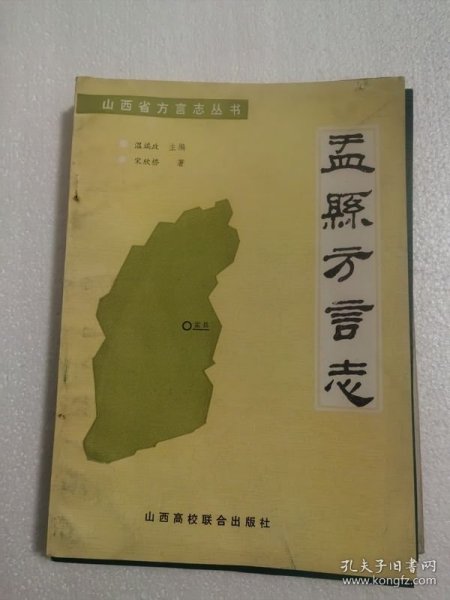 山西省方言志丛书
温端政 主编
宋欣桥 著
盂縣方言志
盂县
山西高校联合出版社
孔夫子旧书网
www.kongfz.com